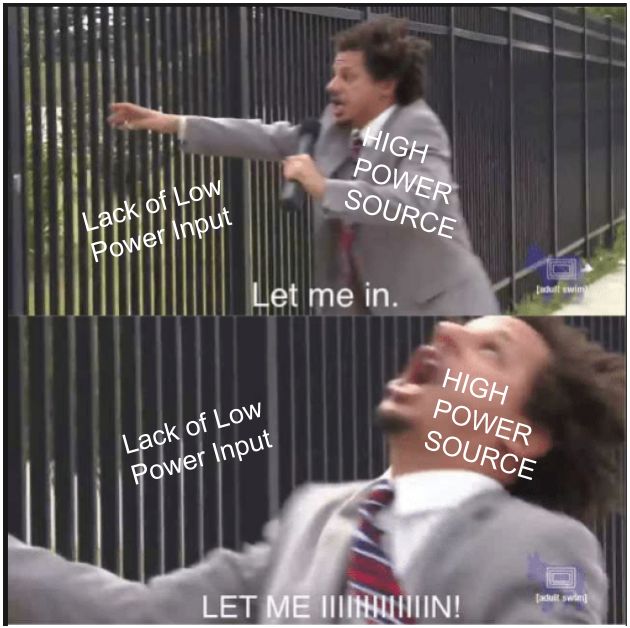 HIGH
POWER
SOURCE
Lack of Low
Power Input
[adult swim]
Let me in.
HIGH
POWER
SOURCE
Lack of Low
Power Input
[adult swim]
LET ME IIIIIIIIIIIIIN!